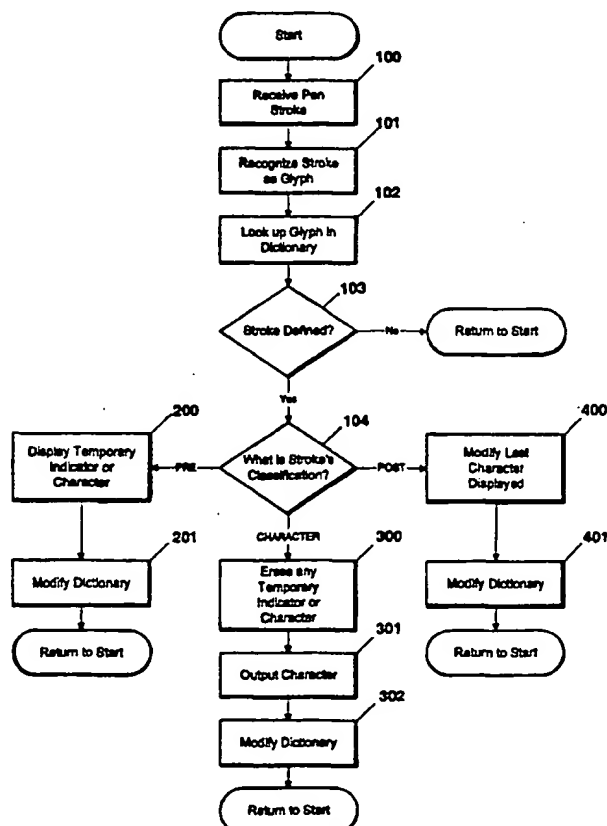 Start
100
Receive Pen
Stroke
101
Recognize Stroke
as Glyph
102
Look up Glyph in
Dictionary
103
Stroke Defined?
No
Return to Start
Yes
104
What is Stroke's
Classification?
PRE
POST
CHARACTER
200
Display Temporary
Indicator or
Character
201
Modify Dictionary
Return to Start
300
Erase any
Temporary
Indicator or
Character
301
Output Character
302
Modify Dictionary
Return to Start
400
Modify Last
Character
Displayed
401
Modify Dictionary
Return to Start